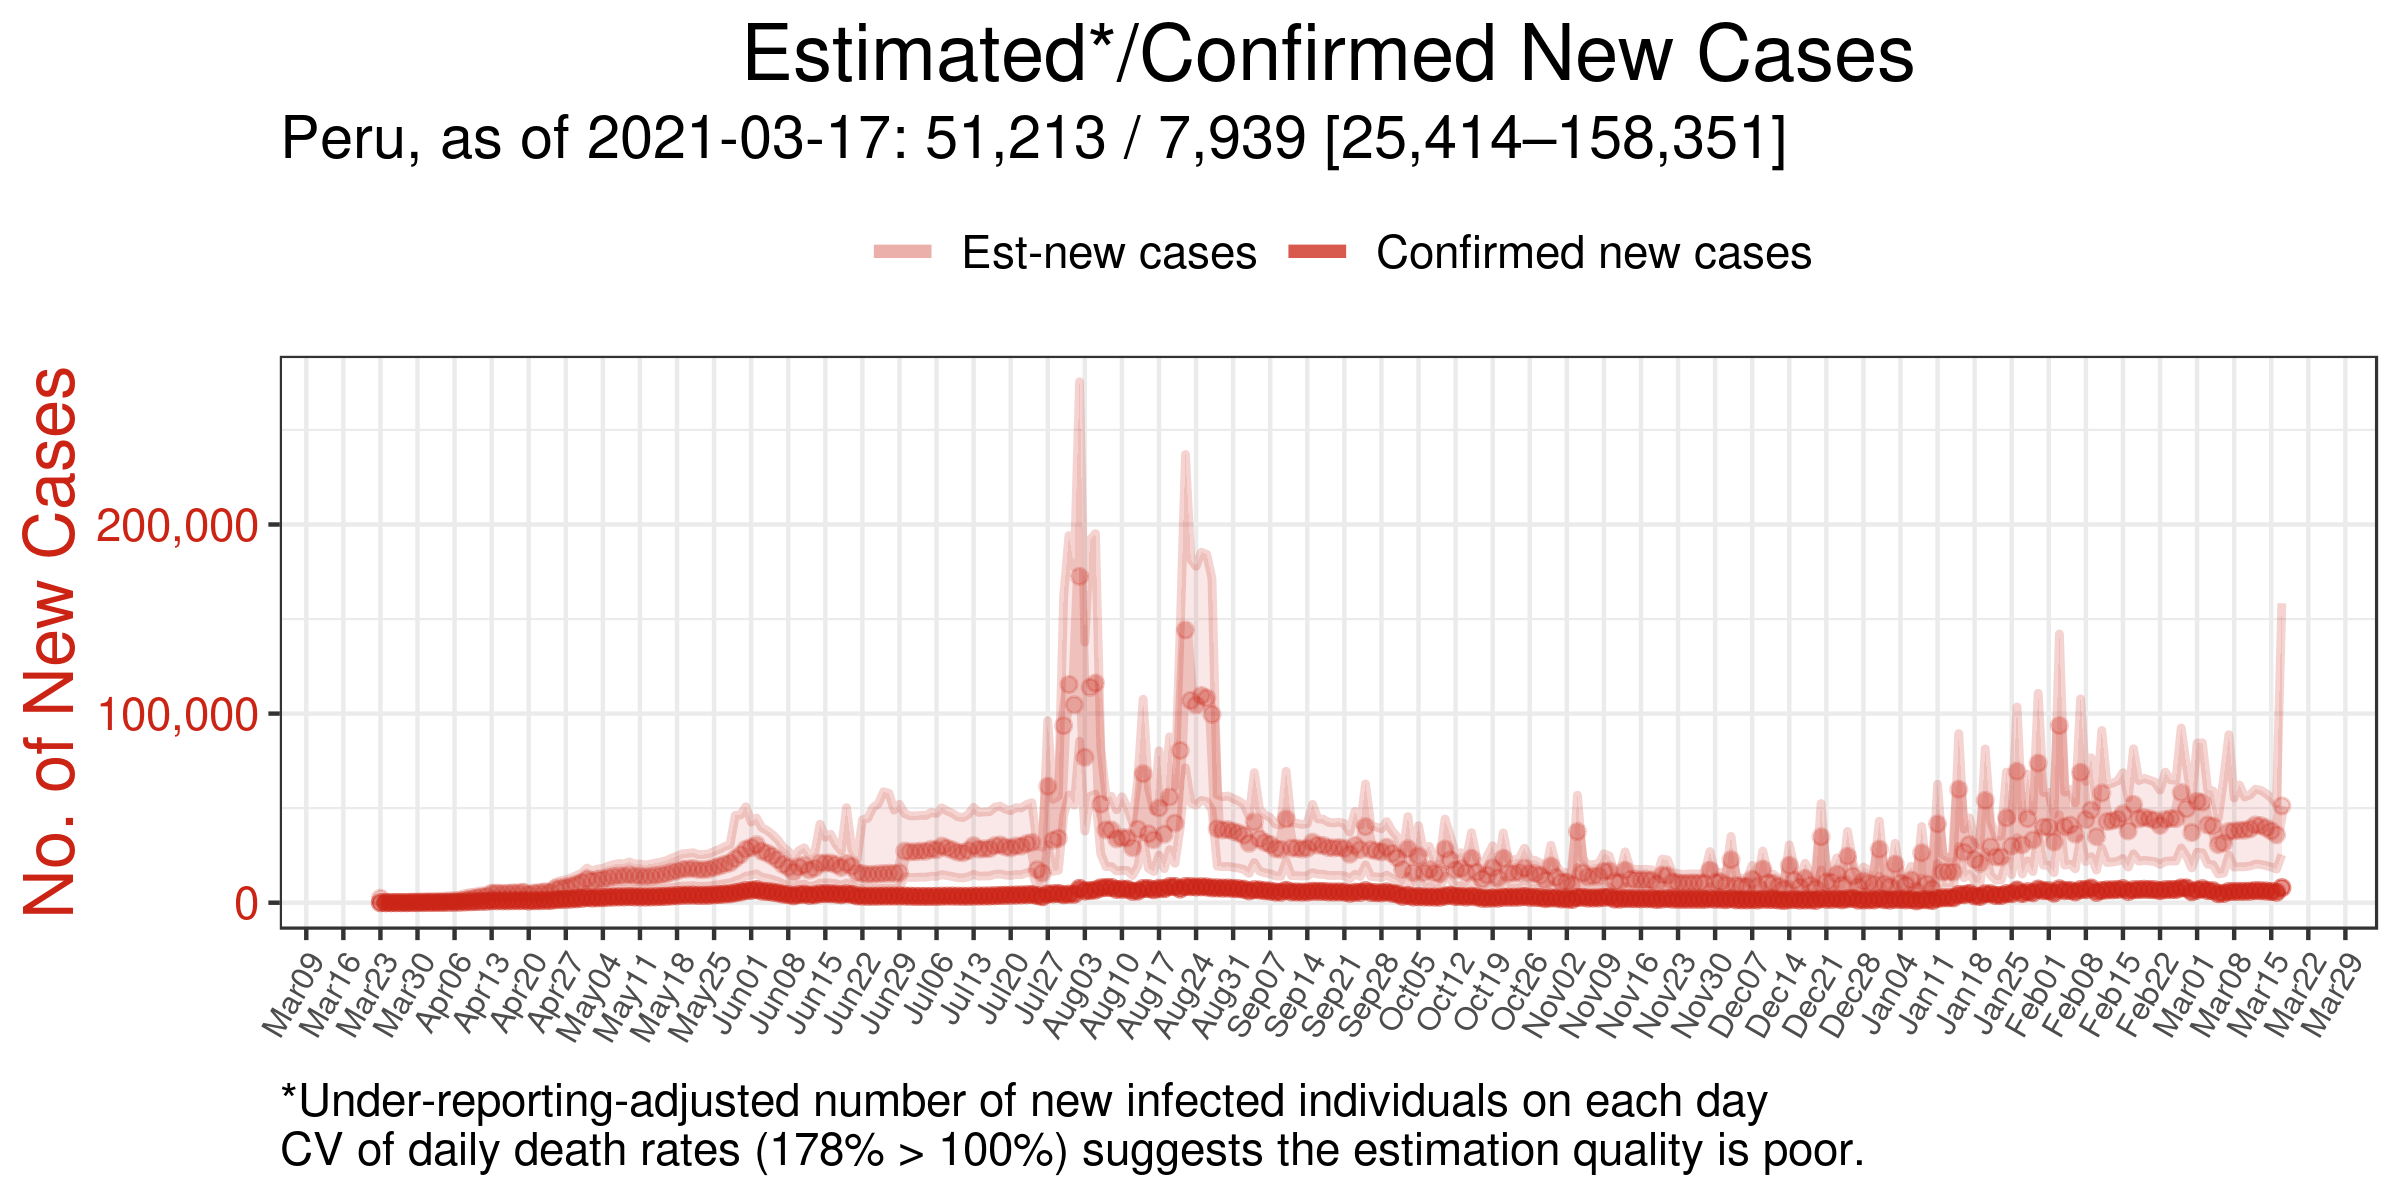 Estimated*/Confirmed New Cases
Peru, as of 2021-03-17: 51,213 / 7,939 [25,414–158,351]
Est-new cases Confirmed new cases
No. of New Cases
200,000
100,000
0
Mar09 Mar16 Mar23 Mar30 Apr06 Apr13 Apr20 Apr27 May04 May11 May18 May25 Jun01 Jun08 Jun15 Jun22 Jun29 Jul06 Jul13 Jul20 Jul27 Aug03 Aug10 Aug17 Aug24 Aug31 Sep07 Sep14 Sep21 Sep28 Oct05 Oct12 Oct19 Oct26 Nov02 Nov09 Nov16 Nov23 Nov30 Dec07 Dec14 Dec21 Dec28 Jan04 Jan11 Jan18 Jan25 Feb01 Feb08 Feb15 Feb22 Mar01 Mar08 Mar15 Mar22 Mar29
*Under-reporting-adjusted number of new infected individuals on each day
CV of daily death rates (178% > 100%) suggests the estimation quality is poor.